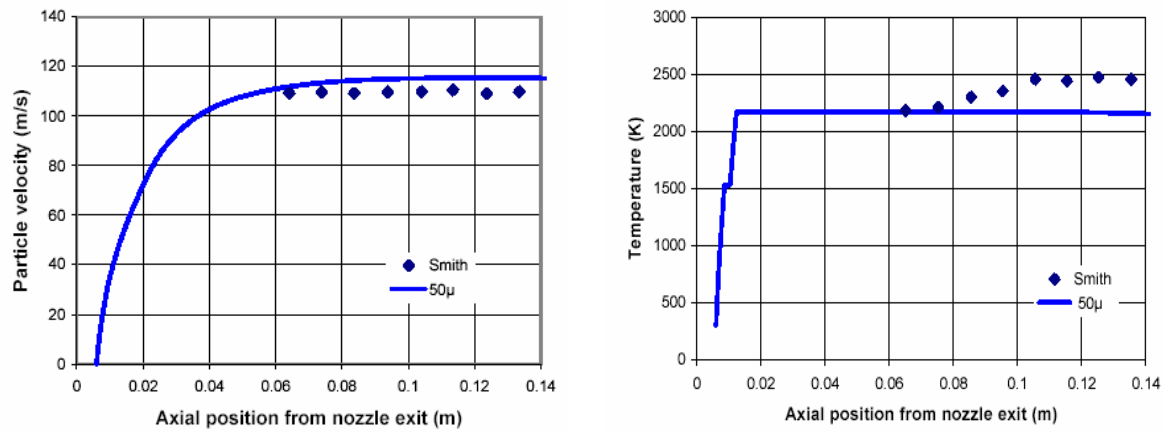 140
120
100
80
60
40
20
0
Particle velocity (m/s)
0 0.02 0.04 0.06 0.08 0.1 0.12 0.14
Axial position from nozzle exit (m)
Smith
50µ
3000
2500
2000
1500
1000
500
0
Temperature (K)
0 0.02 0.04 0.06 0.08 0.1 0.12 0.14
Axial position from nozzle exit (m)
Smith
50µ